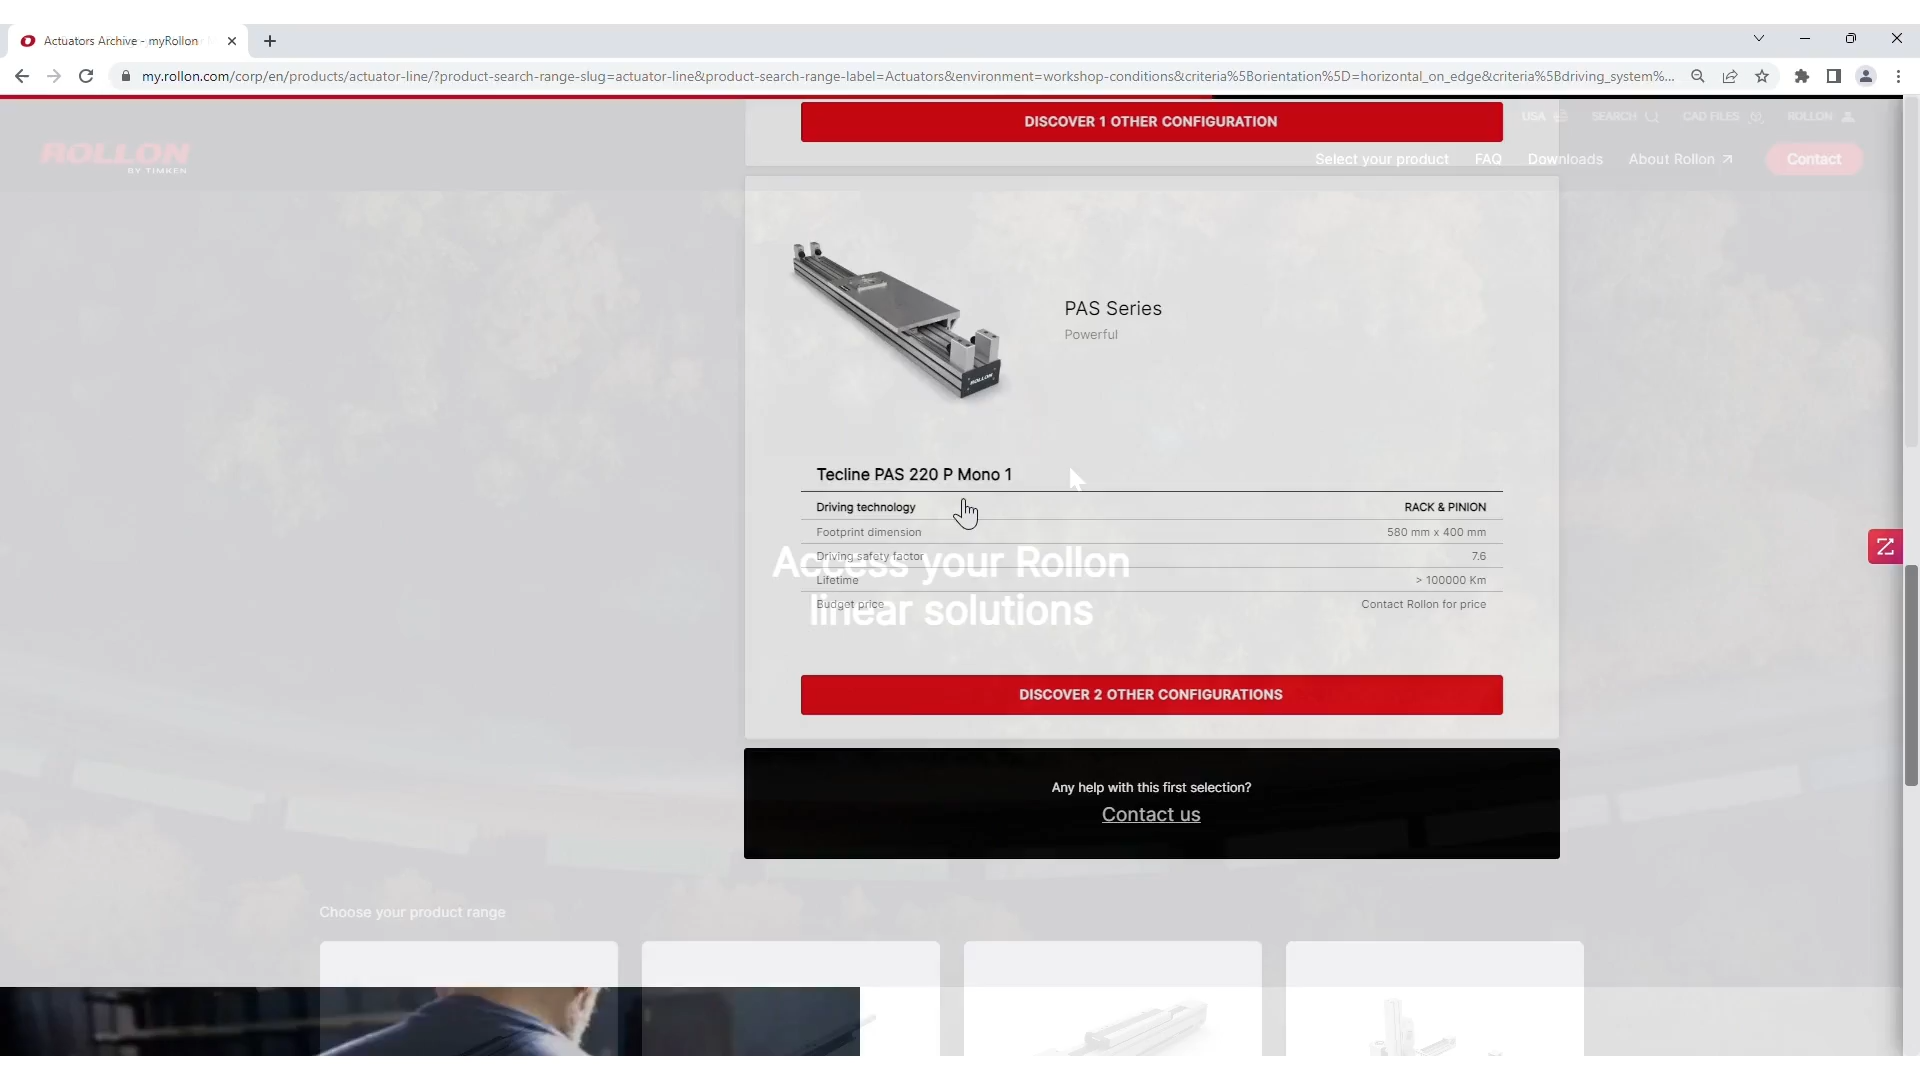 Actuators Archive - myRollon
my.rollon.com/corp/en/products/actuator-line/?product-search-range-slug=actuator-line&product-search-range-label=Actuators&environment=workshop-conditions&criteria%5Borientation%5D=horizontal_on_edge&criteria%5Bdriving_system%...
DISCOVER 1 OTHER CONFIGURATION
USA
SEARCH
CAD FILES
ROLLON
ROLLON
BY TIMKEN
Select your product
FAQ
Downloads
About Rollon
Contact
PAS Series
Powerful
ROLLON
Tecline PAS 220 P Mono 1
Driving technology RACK & PINION
Footprint dimension 580 mm x 400 mm
Driving safety factor 7.6
Lifetime > 100000 Km
Budget price Contact Rollon for price
Access your Rollon
linear solutions
DISCOVER 2 OTHER CONFIGURATIONS
Any help with this first selection?
Contact us
Choose your product range